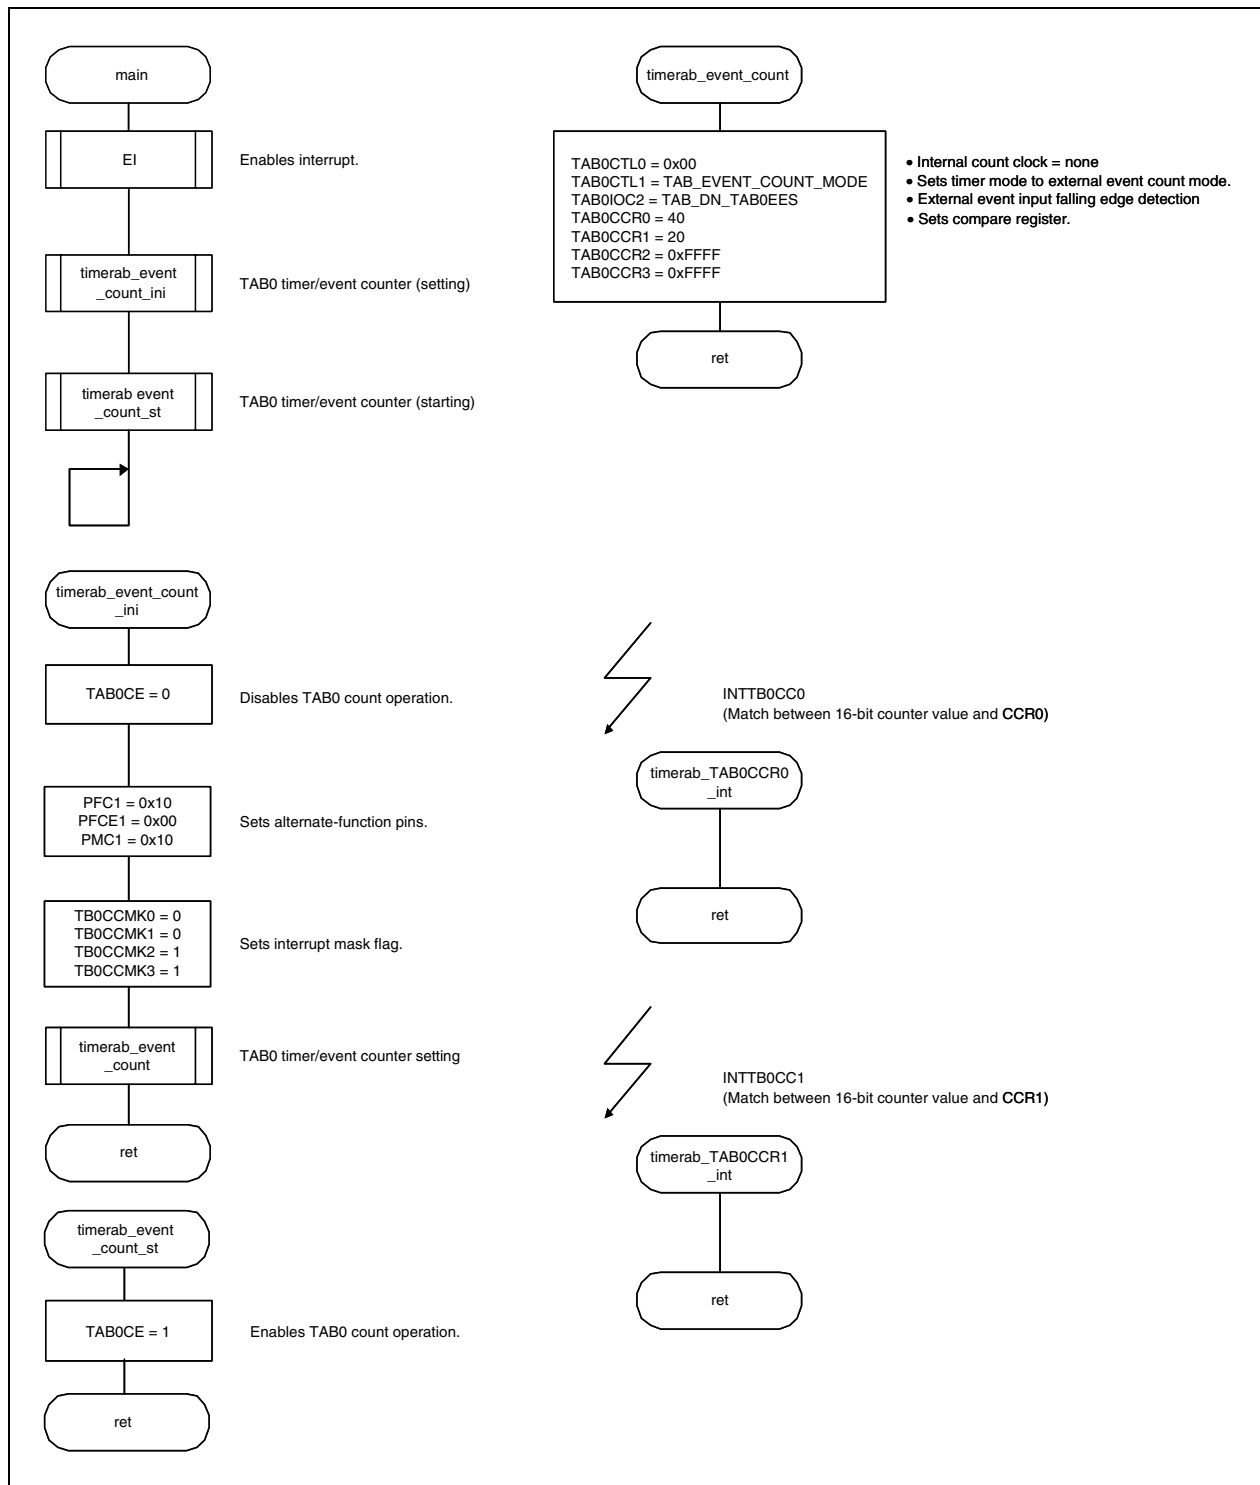 main
EI
Enables interrupt.
timerab_event
_count_ini
TAB0 timer/event counter (setting)
timerab event
_count_st
TAB0 timer/event counter (starting)
timerab_event_count
TAB0CTL0 = 0x00
TAB0CTL1 = TAB_EVENT_COUNT_MODE
TAB0IOC2 = TAB_DN_TAB0EES
TAB0CCR0 = 40
TAB0CCR1 = 20
TAB0CCR2 = 0xFFFF
TAB0CCR3 = 0xFFFF
• Internal count clock = none
• Sets timer mode to external event count mode.
• External event input falling edge detection
• Sets compare register.
ret
timerab_event_count
_ini
TAB0CE = 0
Disables TAB0 count operation.
PFC1 = 0x10
PFCE1 = 0x00
PMC1 = 0x10
Sets alternate-function pins.
TB0CCMK0 = 0
TB0CCMK1 = 0
TB0CCMK2 = 1
TB0CCMK3 = 1
Sets interrupt mask flag.
timerab_event
_count
TAB0 timer/event counter setting
ret
timerab_event
_count_st
TAB0CE = 1
Enables TAB0 count operation.
ret
INTTB0CC0
(Match between 16-bit counter value and CCR0)
timerab_TAB0CCR0
_int
ret
INTTB0CC1
(Match between 16-bit counter value and CCR1)
timerab_TAB0CCR1
_int
ret